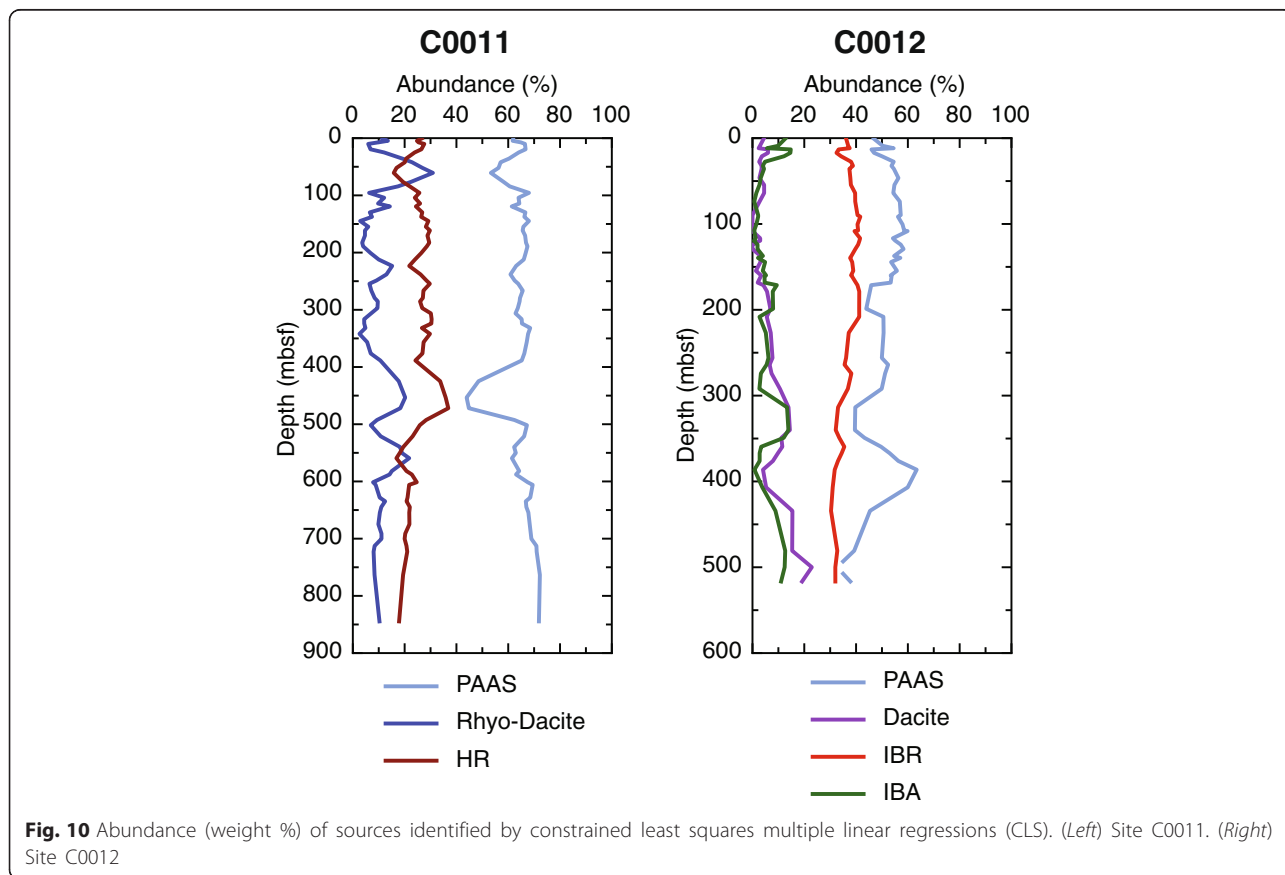 C0011
Abundance (%)
0 20 40 60 80 100
0
100
200
300
400
500
600
700
800
900
Depth (mbsf)
PAAS
Rhyo-Dacite
HR
C0012
Abundance (%)
0 20 40 60 80 100
0
100
200
300
400
500
600
Depth (mbsf)
PAAS
Dacite
IBR
IBA
Fig. 10 Abundance (weight %) of sources identified by constrained least squares multiple linear regressions (CLS). (Left) Site C0011. (Right)
Site C0012